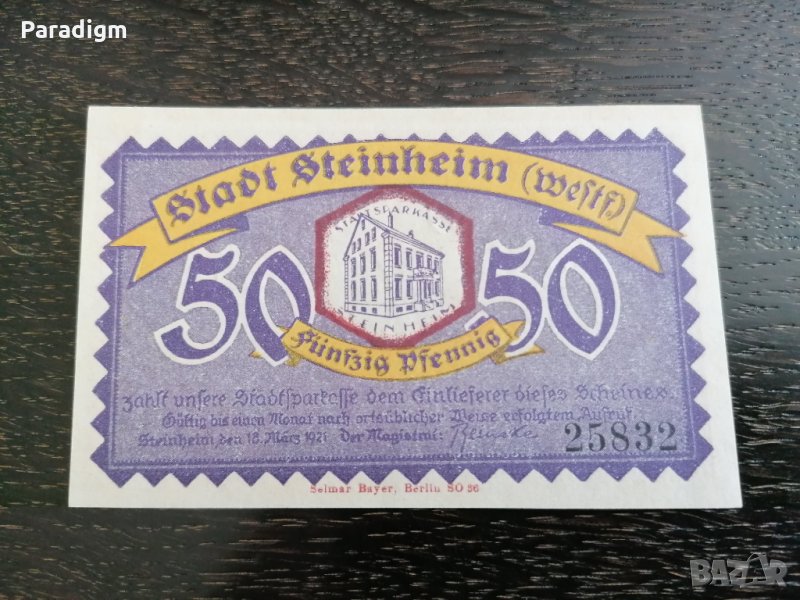 Paradigm
Stadt Steinheim (Westf)
STADTSPARKASSE
50 50
STEINHEIM
Fünfzig Pfennig
zahlt unsere Stadtsparkasse dem Einlieferer dieses Scheines.
Gültig bis einen Monat nach ortsüblicher Weise erfolgtem Aufruf.
Steinheim den 18. März 1921 Der Magistrat:
25832
Selmar Bayer, Berlin SO 36
BAZAR